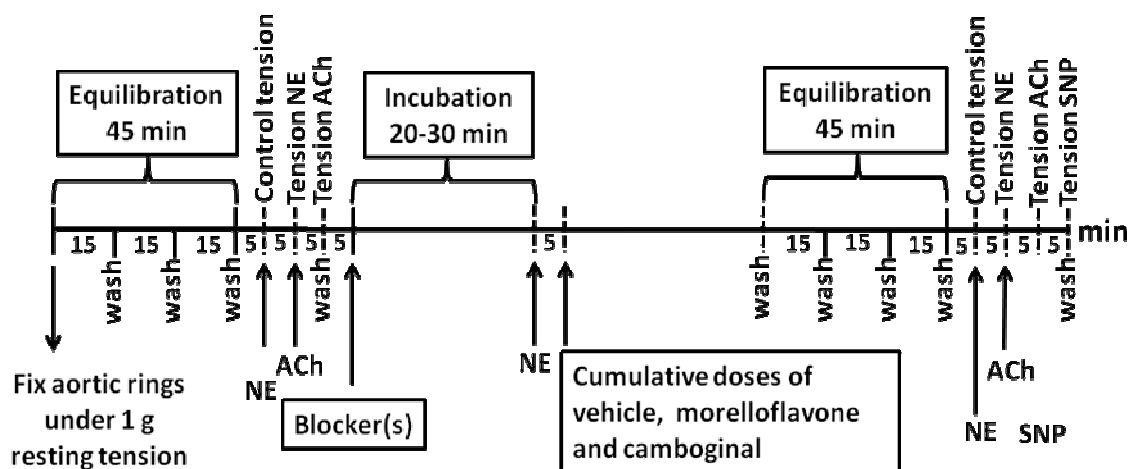 Equilibration
45 min
Control tension
Tension NE
Tension ACh
Incubation
20-30 min
Equilibration
45 min
Control tension
Tension NE
Tension ACh
Tension SNP
15 15 15 5 5 5 5 5 15 15 15 5 5 5 5 min
wash wash wash wash wash wash wash wash wash
Fix aortic rings
under 1 g
resting tension
NE
ACh
Blocker(s)
NE
Cumulative doses of
vehicle, morelloflavone
and camboginal
NE
ACh
SNP